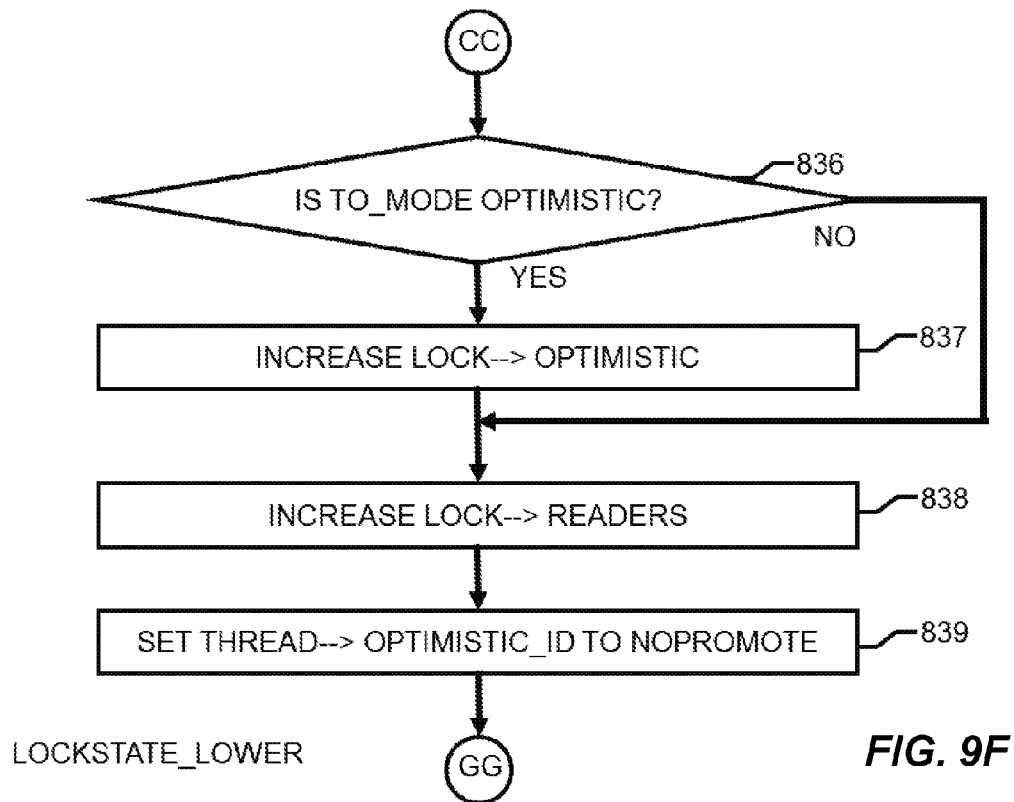 CC
836
IS TO_MODE OPTIMISTIC?
NO
YES
837
INCREASE LOCK--> OPTIMISTIC
838
INCREASE LOCK--> READERS
839
SET THREAD--> OPTIMISTIC_ID TO NOPROMOTE
LOCKSTATE_LOWER
GG
FIG. 9F